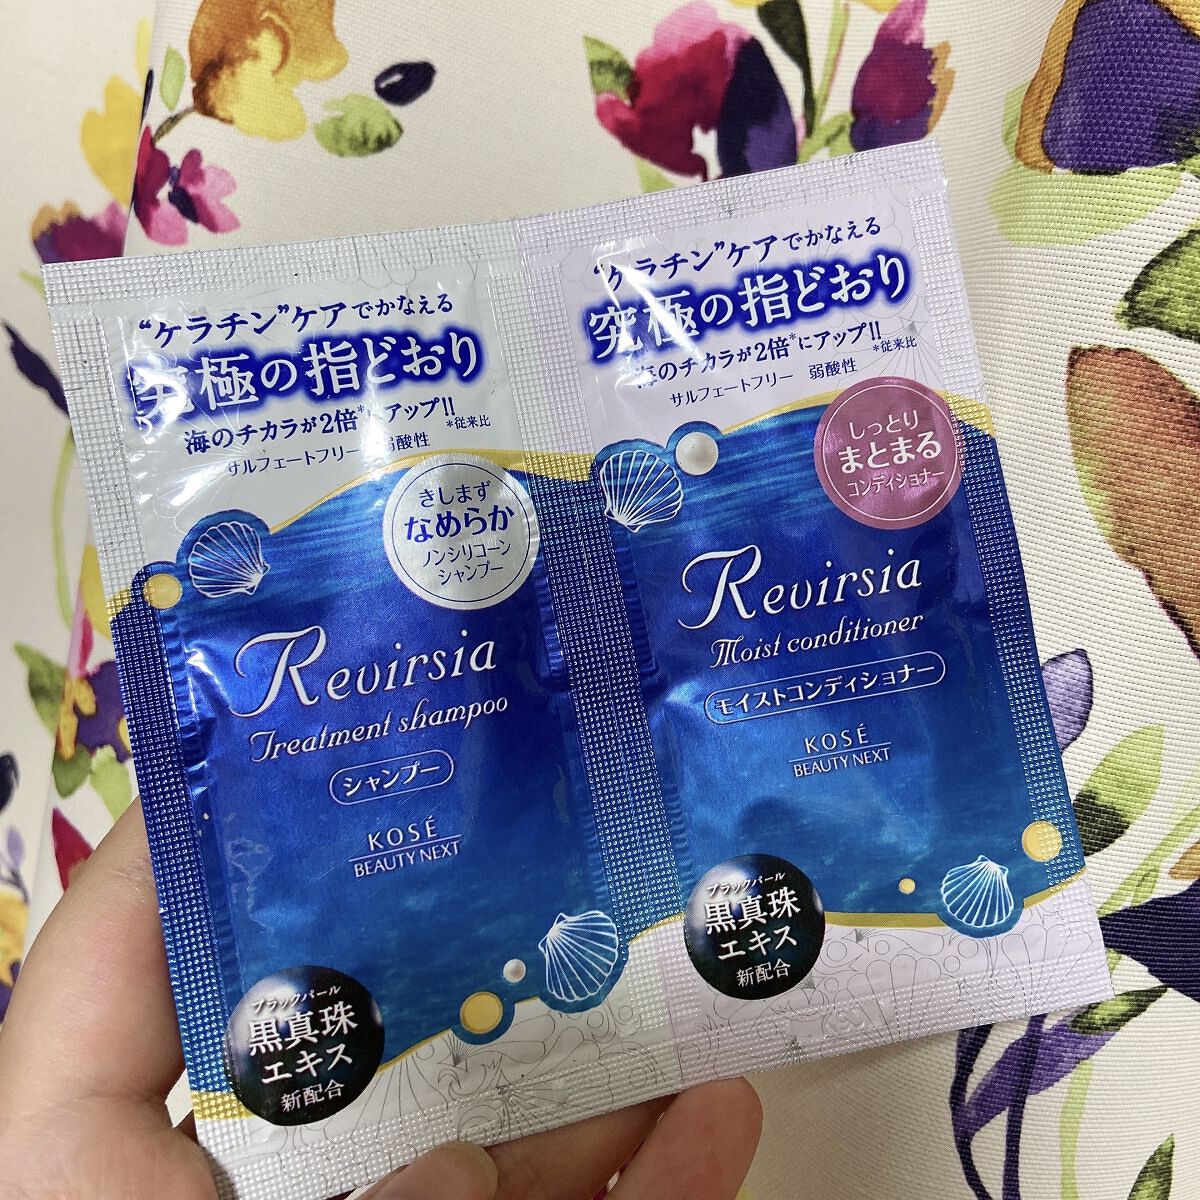 “ケラチン”ケアでかなえる
究極の指どおり
海のチカラが2倍*にアップ!!
*従来比
サルフェートフリー 弱酸性
きしまず
なめらか
ノンシリコーン
シャンプー
Revirsia
Treatment shampoo
シャンプー
KOSÉ
BEAUTY NEXT
ブラックパール
黒真珠
エキス
新配合
“ケラチン”ケアでかなえる
究極の指どおり
海のチカラが2倍*にアップ!!
*従来比
サルフェートフリー 弱酸性
しっとり
まとまる
コンディショナー
Revirsia
Moist conditioner
モイストコンディショナー
KOSÉ
BEAUTY NEXT
ブラックパール
黒真珠
エキス
新配合